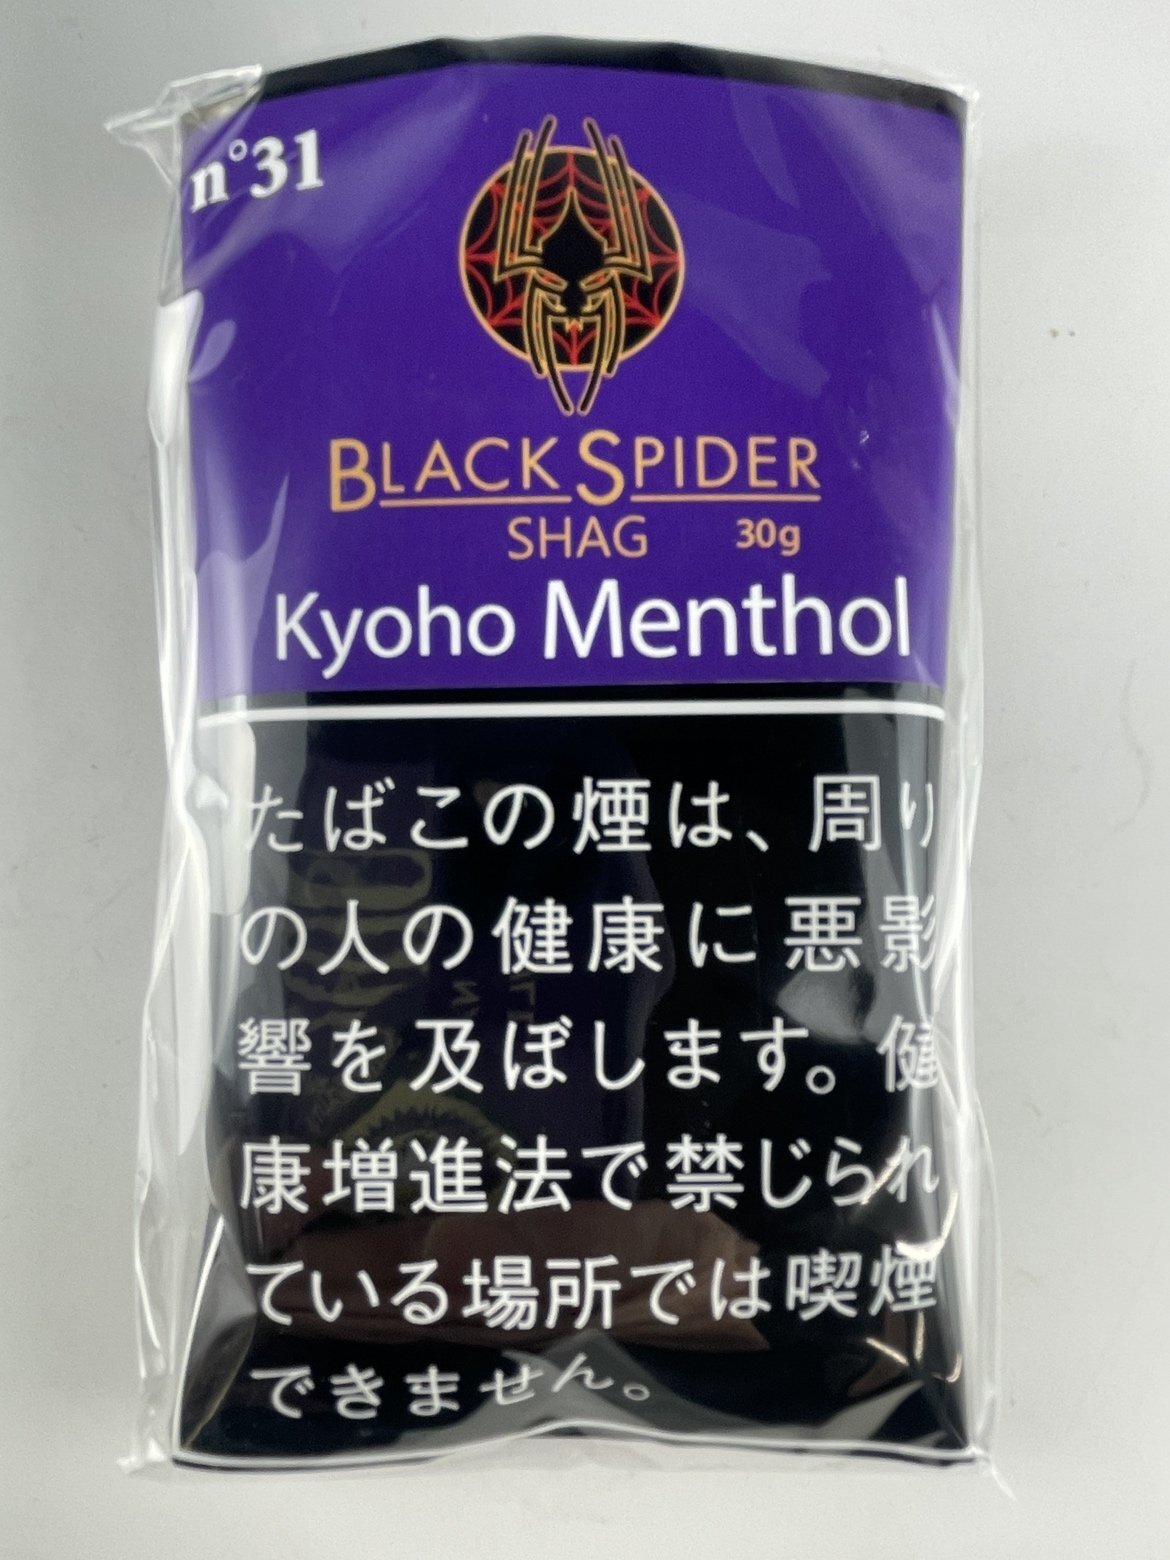 n°31
BLACK SPIDER
SHAG 30g
Kyoho Menthol
たばこの煙は、周り
の人の健康に悪影
響を及ぼします。健
康増進法で禁じられ
ている場所では喫煙
できません。